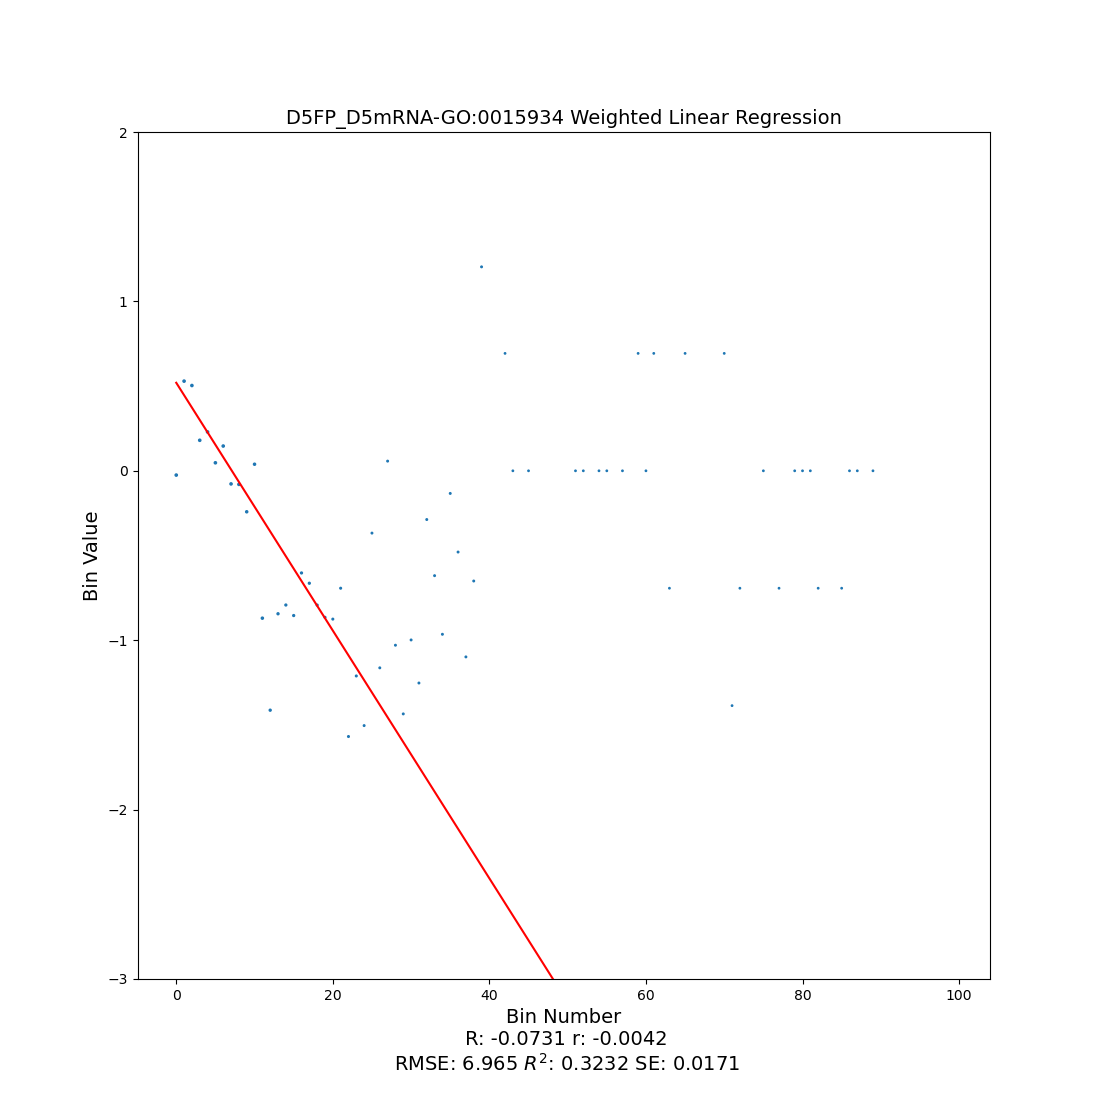 D5FP_D5mRNA-GO:0015934 Weighted Linear Regression
2
1
0
−1
−2
−3
Bin Value
0 20 40 60 80 100
Bin Number
R: -0.0731 r: -0.0042
RMSE: 6.965 R²: 0.3232 SE: 0.0171